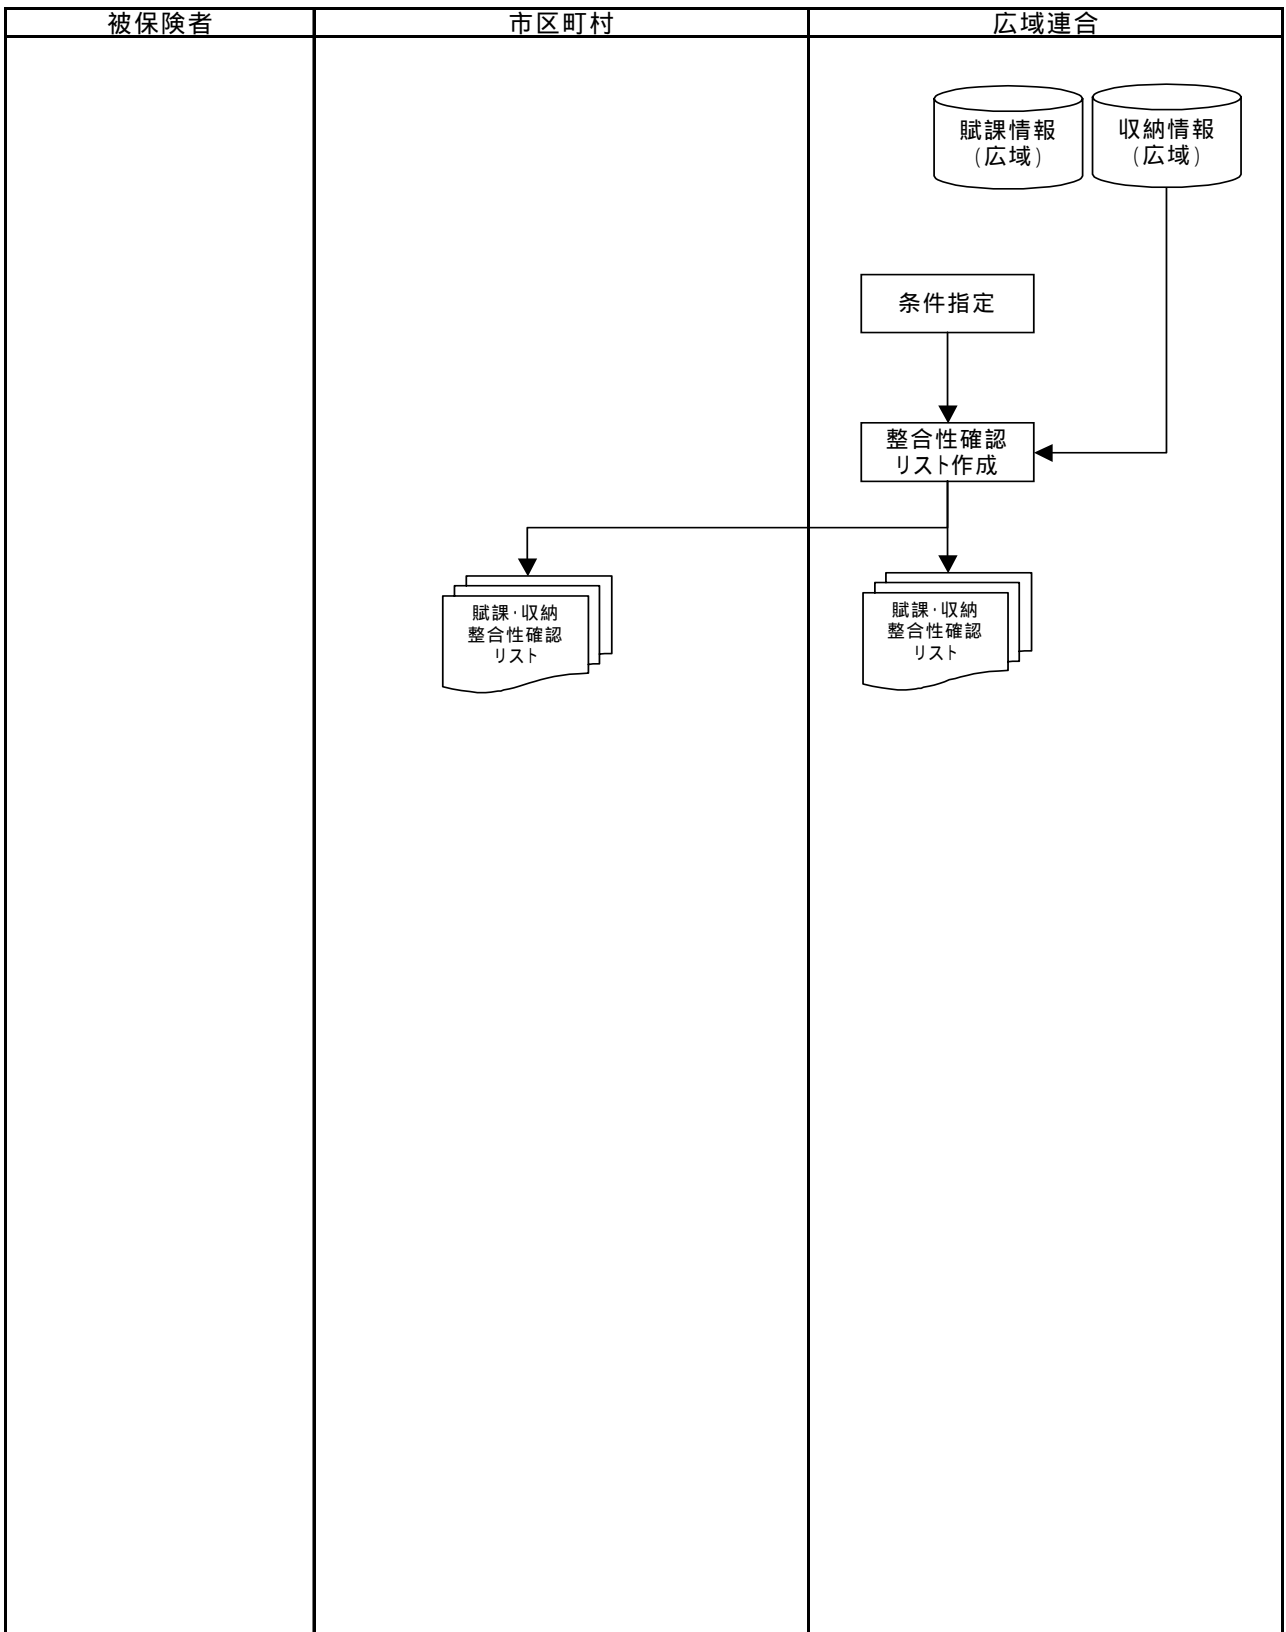 被保険者
市区町村
広域連合
賦課情報
(広域)
収納情報
(広域)
条件指定
整合性確認
リスト作成
賦課・収納
整合性確認
リスト
賦課・収納
整合性確認
リスト